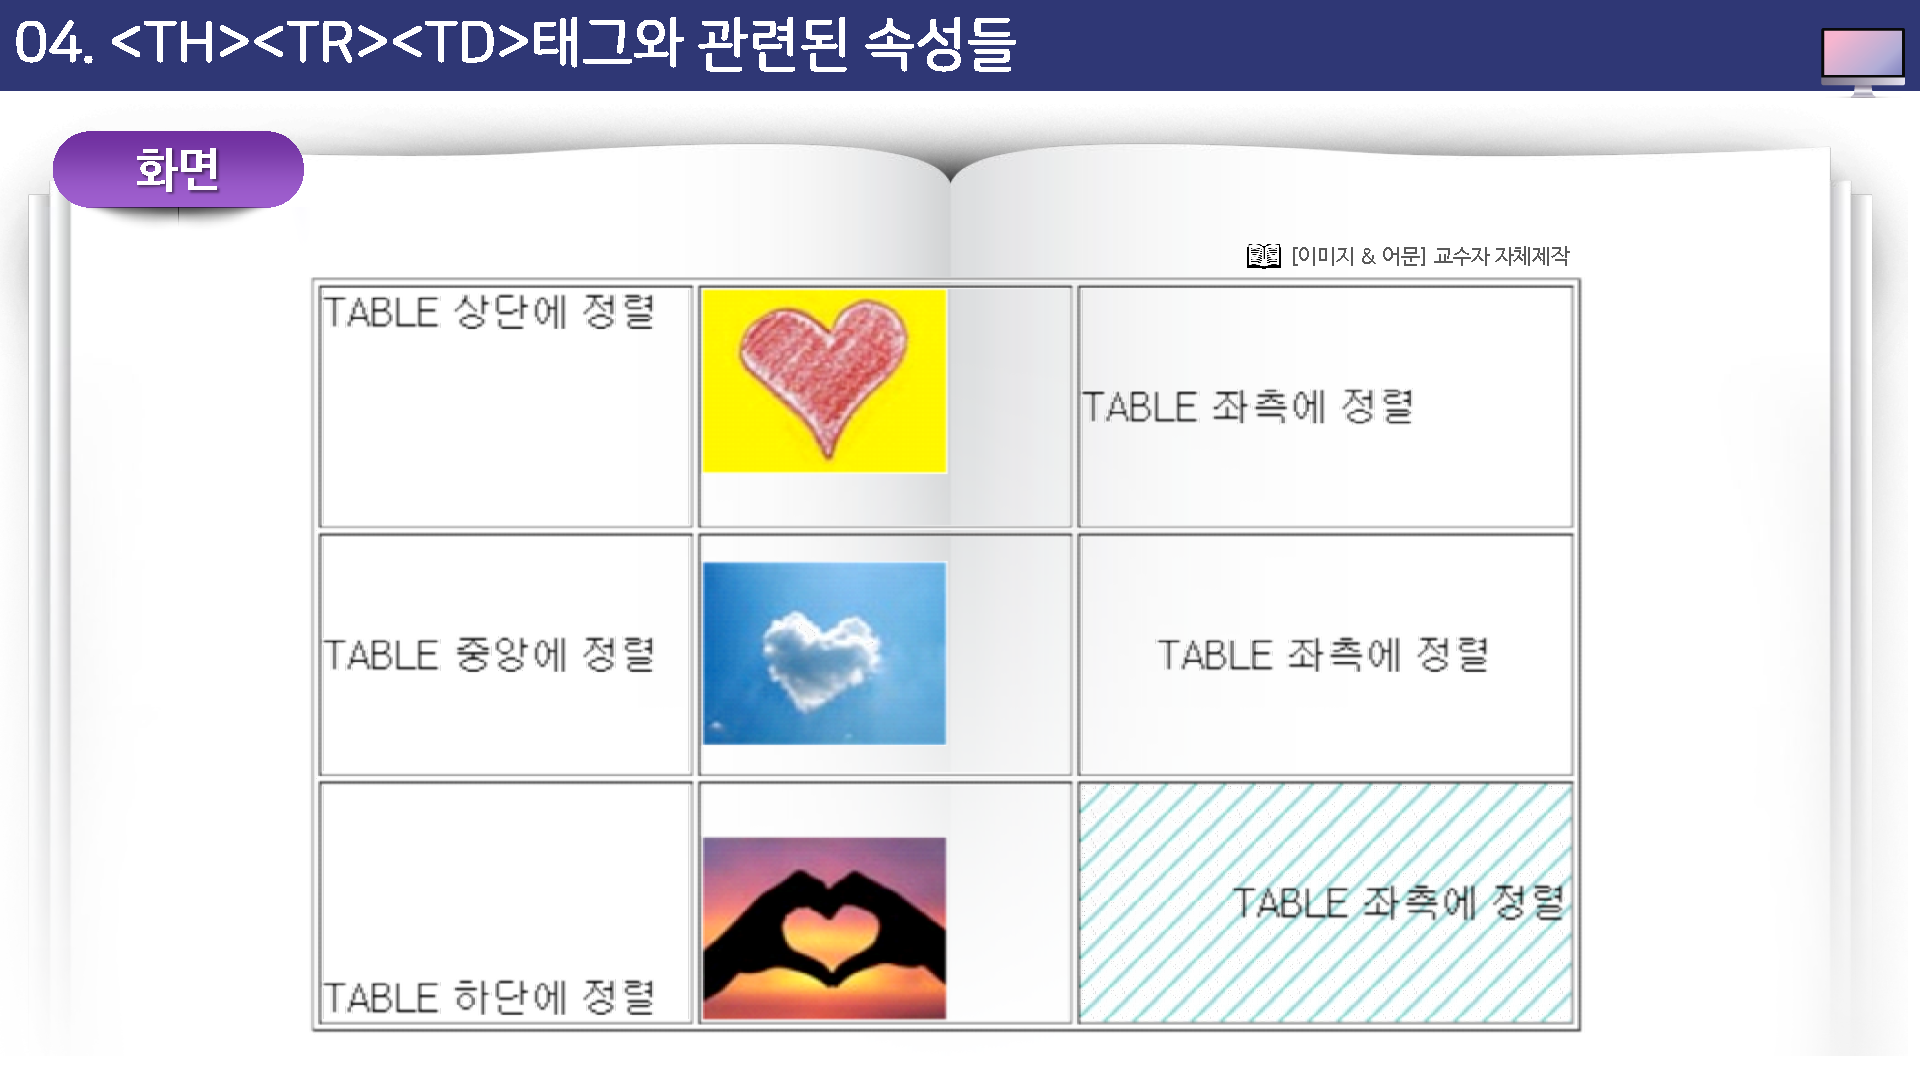 04. <TH><TR><TD>태그와 관련된 속성들
화면
[이미지 & 어문] 교수자 자체제작
TABLE 상단에 정렬
TABLE 좌측에 정렬
TABLE 중앙에 정렬
TABLE 좌측에 정렬
TABLE 하단에 정렬
TABLE 좌측에 정렬